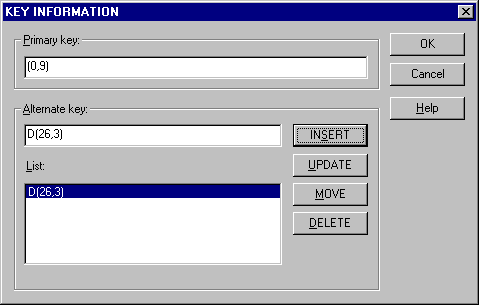 KEY INFORMATION
Primary key:
(0,9)
OK
Cancel
Help
Alternate key:
D(26,3)
INSERT
UPDATE
MOVE
DELETE
List:
D(26,3)